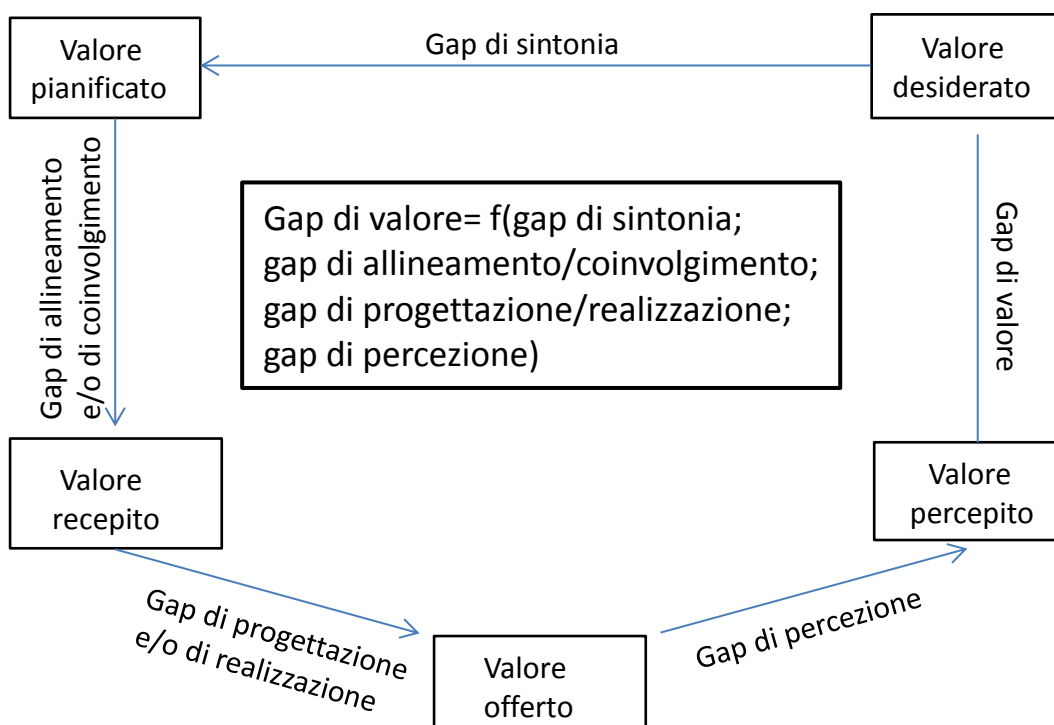 Valore
pianificato
Gap di sintonia
Valore
desiderato
Gap di allineamento
e/o di coinvolgimento
Gap di valore= f(gap di sintonia;
gap di allineamento/coinvolgimento;
gap di progettazione/realizzazione;
gap di percezione)
Gap di valore
Valore
recepito
Valore
percepito
Gap di progettazione
e/o di realizzazione
Gap di percezione
Valore
offerto